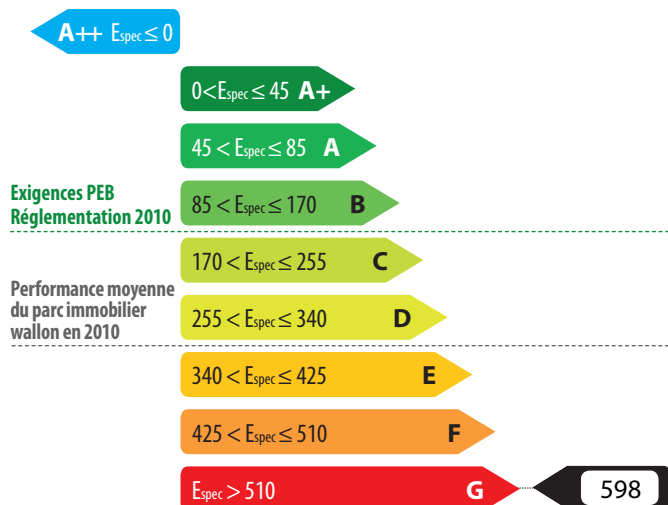 A++ Espec ≤ 0
0<Espec ≤ 45 A+
45 < Espec ≤ 85 A
Exigences PEB
Réglementation 2010
85 < Espec ≤ 170 B
170 < Espec ≤ 255 C
Performance moyenne
du parc immobilier
wallon en 2010
255 < Espec ≤ 340 D
340 < Espec ≤ 425 E
425 < Espec ≤ 510 F
Espec > 510 G 598